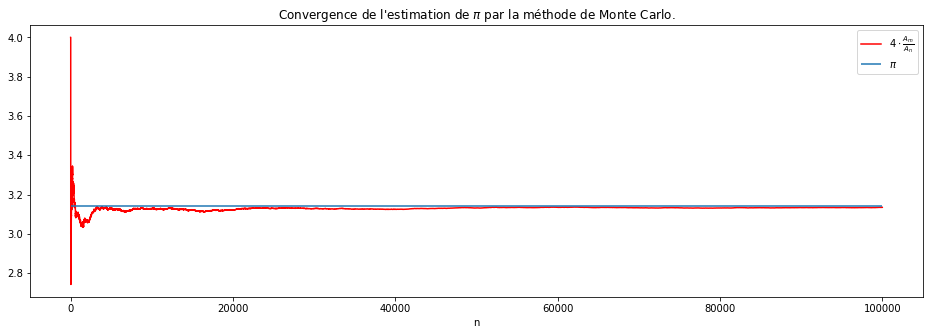 Convergence de l'estimation de π par la méthode de Monte Carlo.
4.0
3.8
3.6
3.4
3.2
3.0
2.8
4 · A_m/A_n
π
0 20000 40000 60000 80000 100000
n